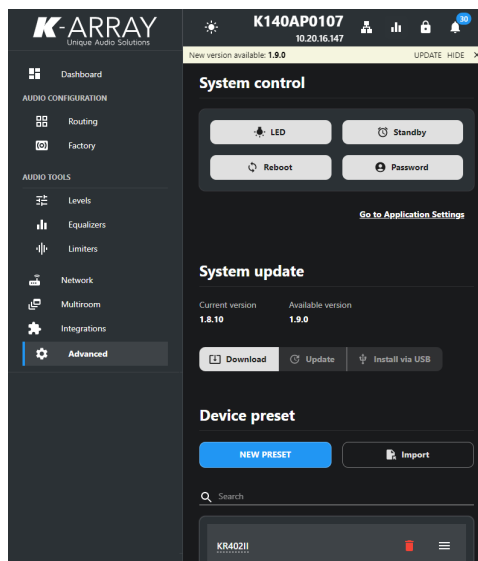 K-ARRAY
Unique Audio Solutions
K140AP0107
10.20.16.147
30
New version available: 1.9.0
UPDATE HIDE ×
Dashboard
AUDIO CONFIGURATION
Routing
Factory
AUDIO TOOLS
Levels
Equalizers
Limiters
Network
Multiroom
Integrations
Advanced
System control
LED
Standby
Reboot
Password
Go to Application Settings
System update
Current version
Available version
1.8.10
1.9.0
Download
Update
Install via USB
Device preset
NEW PRESET
Import
Search
KR402II